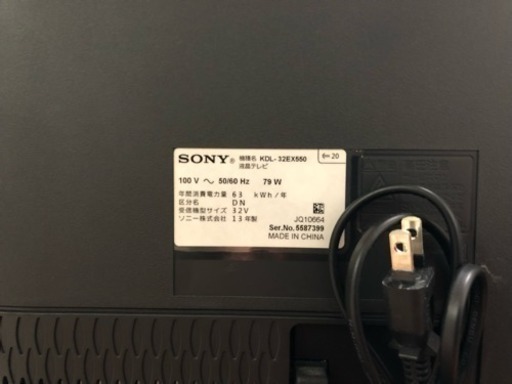 SONY® 機種名 KDL-32EX550
液晶テレビ
e=20
100 V ～ 50/60 Hz 79 W
年間消費電力量 63 kWh/年
区分名 DN
受信機型サイズ 32V
ソニー株式会社 13年製
JQ10664
Ser.No.5587399
MADE IN CHINA